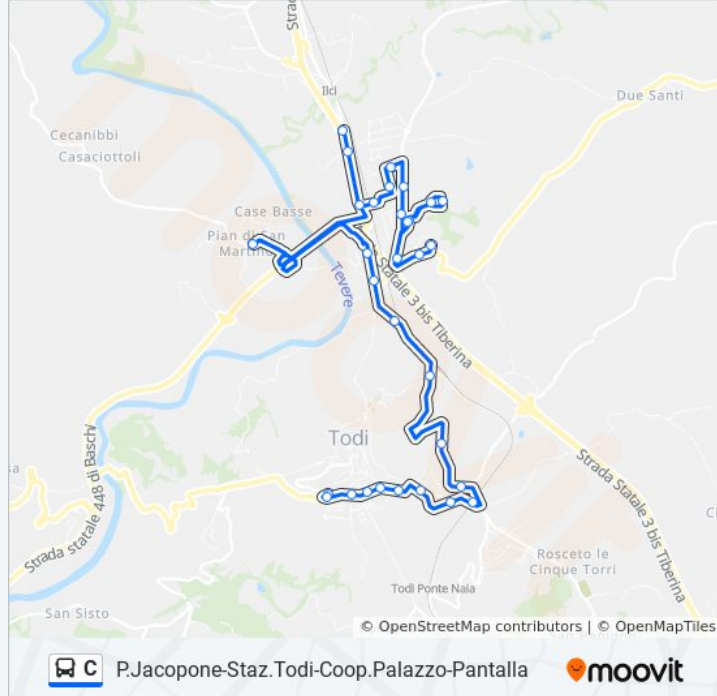 Strada
Ilci
Due Santi
Cecanibbi
Casaciottoli
Case Basse
Pian di San
Martino
Tevere
Statale 3 bis Tiberina
Todi
Strada statale 448 di Baschi
Strada Statale 3 bis Tiberina
Rosceto le
Cinque Torri
Todi Ponte Naia
San Sisto
© OpenStreetMap contributors | © OpenMapTiles
C P.Jacopone-Staz.Todi-Coop.Palazzo-Pantalla moovit